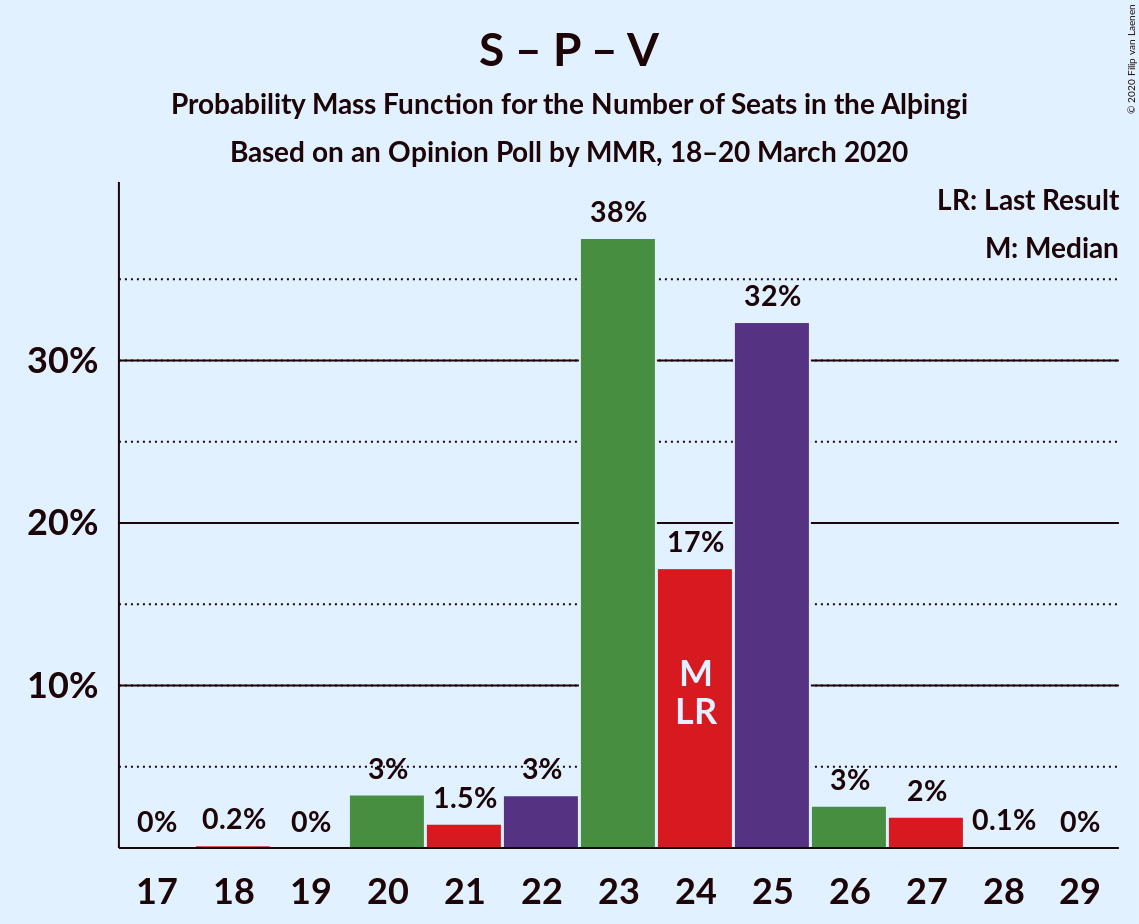 S – P – V
Probability Mass Function for the Number of Seats in the Alþingi
Based on an Opinion Poll by MMR, 18–20 March 2020
© 2020 Filip van Laenen
LR: Last Result
M: Median
38%
32%
30%
20%
17%
10%
M
LR
3%
3%
3%
2%
1.5%
0%
0.2%
0%
0.1%
0%
17 18 19 20 21 22 23 24 25 26 27 28 29